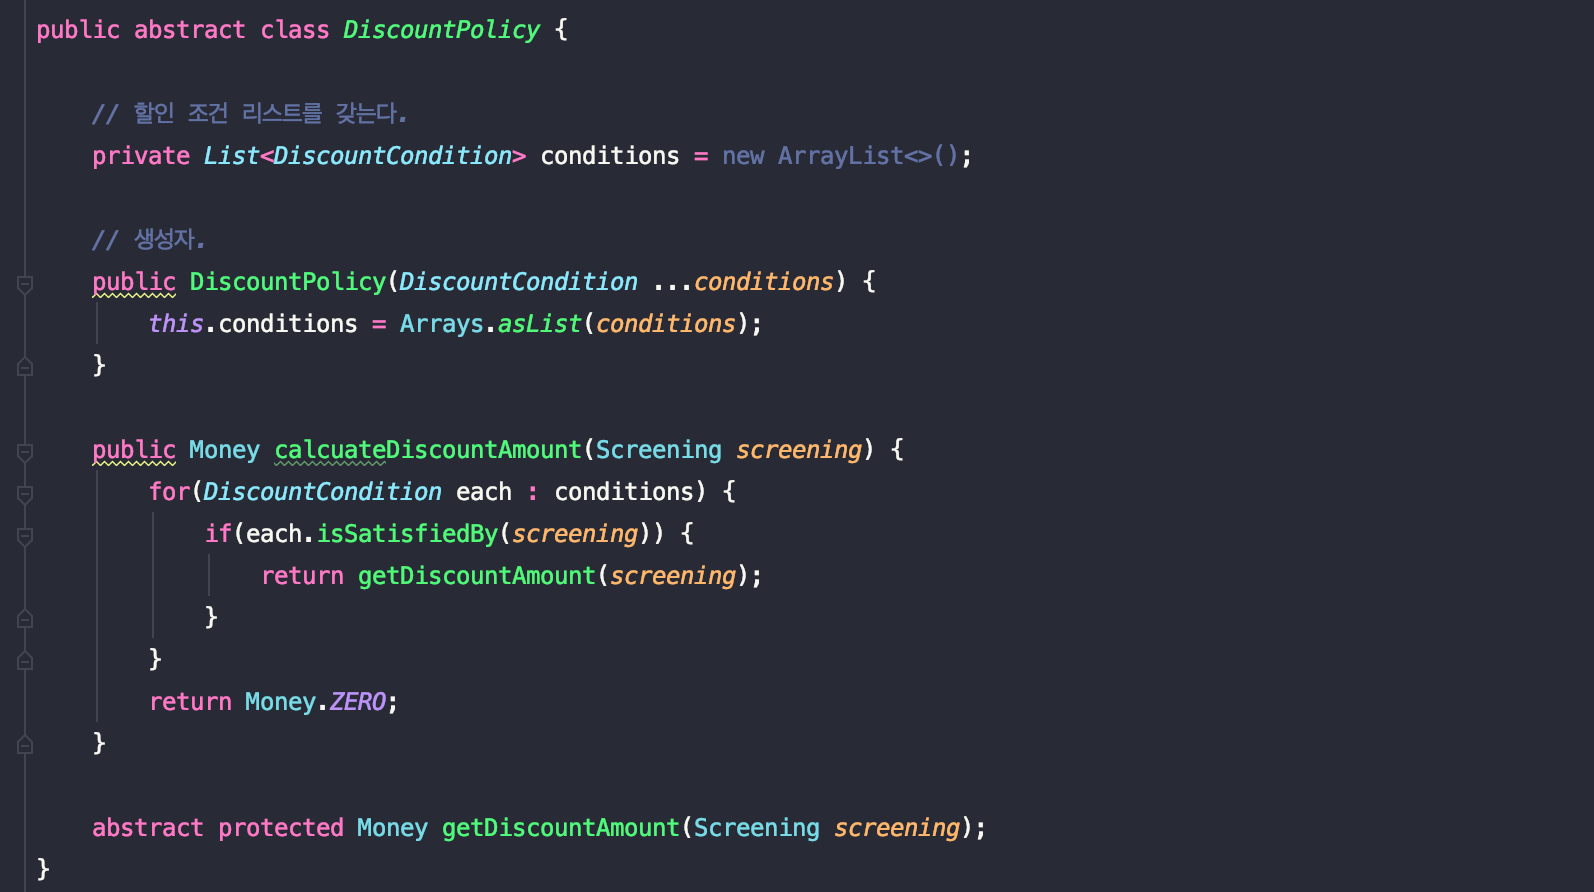 public abstract class DiscountPolicy {
// 할인 조건 리스트를 갖는다.
private List<DiscountCondition> conditions = new ArrayList<>();
// 생성자.
public DiscountPolicy(DiscountCondition ...conditions) {
this.conditions = Arrays.asList(conditions);
}
public Money calcuateDiscountAmount(Screening screening) {
for(DiscountCondition each : conditions) {
if(each.isSatisfiedBy(screening)) {
return getDiscountAmount(screening);
}
}
return Money.ZERO;
}
abstract protected Money getDiscountAmount(Screening screening);
}